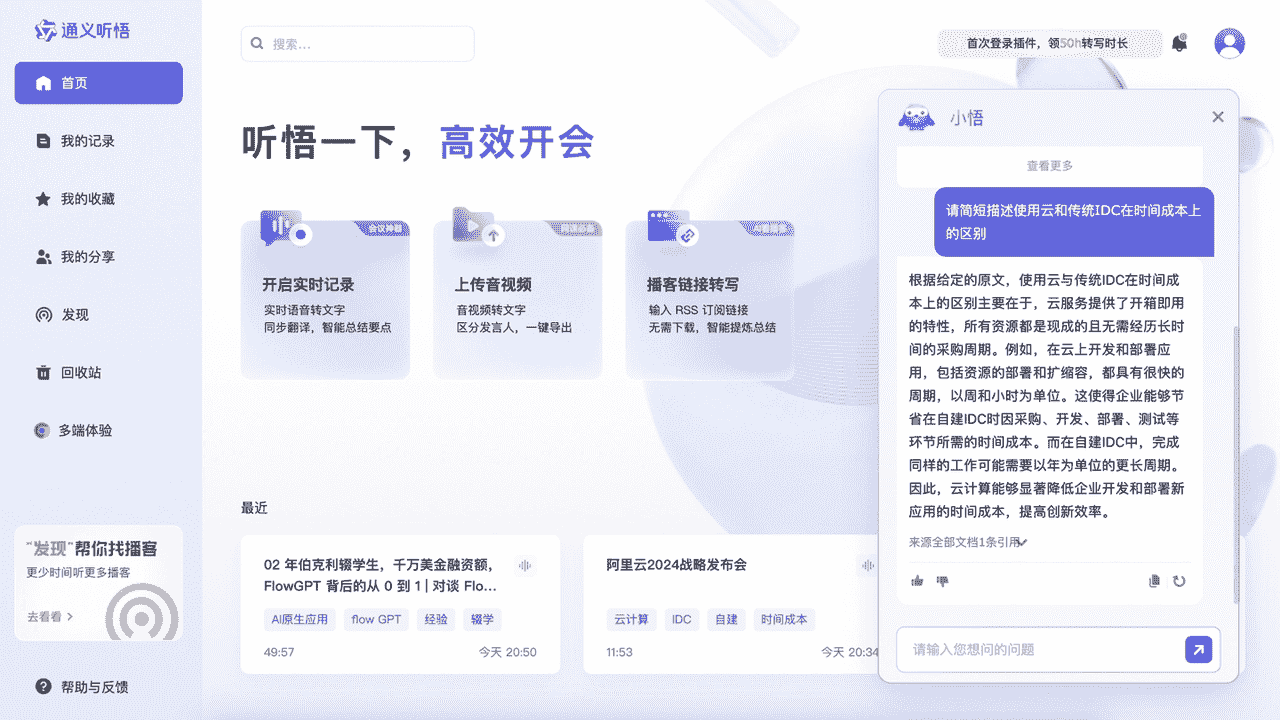 通义听悟
首页
我的记录
我的收藏
我的分享
发现
回收站
多端体验
“发现”帮你找播客
更少时间听更多播客
去看看 >
帮助与反馈
搜索...
首次登录插件，领50h转写时长
听悟一下，高效开会
会议神器
开启实时记录
实时语音转文字
同步翻译，智能总结要点
上传音视频
音视频转文字
区分发言人，一键导出
播客链接转写
输入 RSS 订阅链接
无需下载，智能提炼总结
最近
02 年伯克利辍学生，千万美金融资额，
FlowGPT 背后的从 0 到 1 | 对谈 Flo...
AI原生应用
flow GPT
经验
辍学
49:57
今天 20:50
阿里云2024战略发布会
云计算
IDC
自建
时间成本
11:53
今天 20:34
小悟
查看更多
请简短描述使用云和传统IDC在时间成本上
的区别
根据给定的原文，使用云与传统IDC在时间成
本上的区别主要在于，云服务提供了开箱即用
的特性，所有资源都是现成的且无需经历长时
间的采购周期。例如，在云上开发和部署应
用，包括资源的部署和扩缩容，都具有很快的
周期，以周和小时为单位。这使得企业能够节
省在自建IDC时因采购、开发、部署、测试等
环节所需的时间成本。而在自建IDC中，完成
同样的工作可能需要以年为单位的更长周期。
因此，云计算能够显著降低企业开发和部署新
应用的时间成本，提高创新效率。
来源全部文档1条引用
请输入您想问的问题